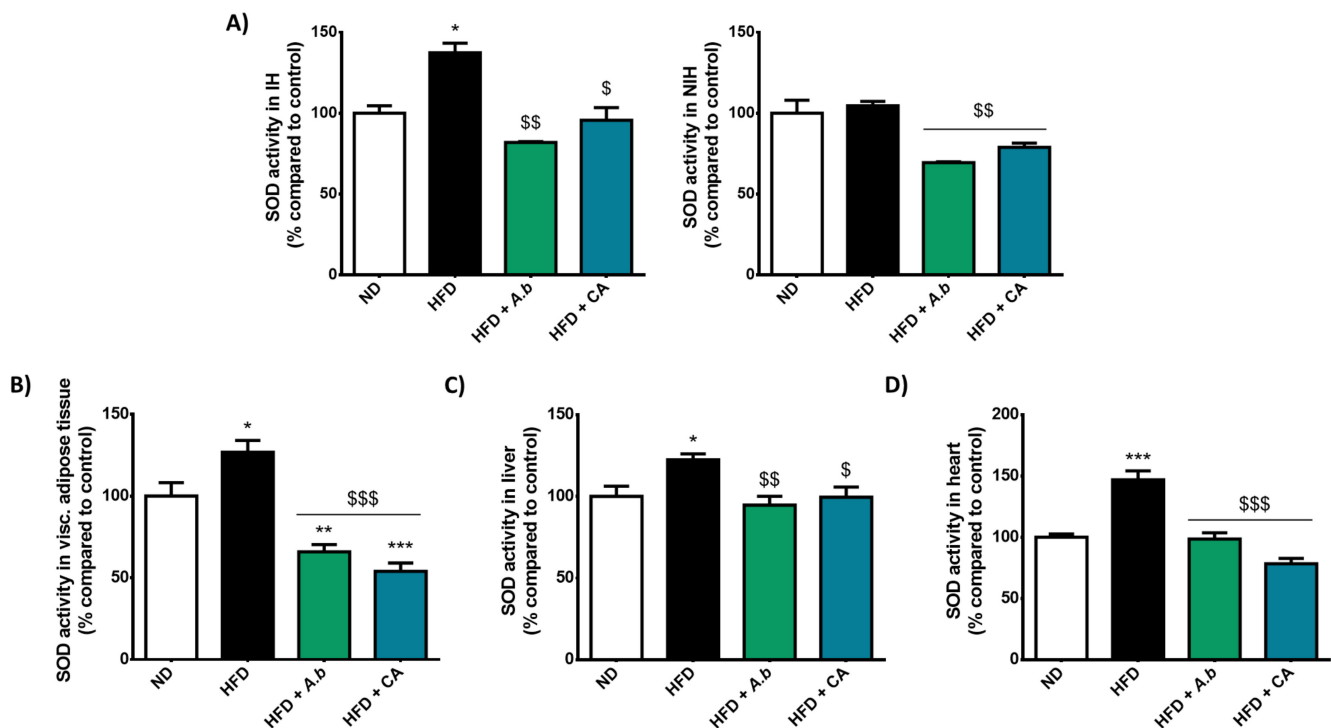 A)
SOD activity in IH
(% compared to control)
150
100
50
0
*
$$
$
ND
HFD
HFD + A.b
HFD + CA
SOD activity in NIH
(% compared to control)
150
100
50
0
$$
ND
HFD
HFD + A.b
HFD + CA
B)
SOD activity in visc. adipose tissue
(% compared to control)
150
100
50
0
*
$$$
**
***
ND
HFD
HFD + A.b
HFD + CA
C)
SOD activity in liver
(% compared to control)
150
100
50
0
*
$$
$
ND
HFD
HFD + A.b
HFD + CA
D)
SOD activity in heart
(% compared to control)
200
150
100
50
0
***
$$$
ND
HFD
HFD + A.b
HFD + CA